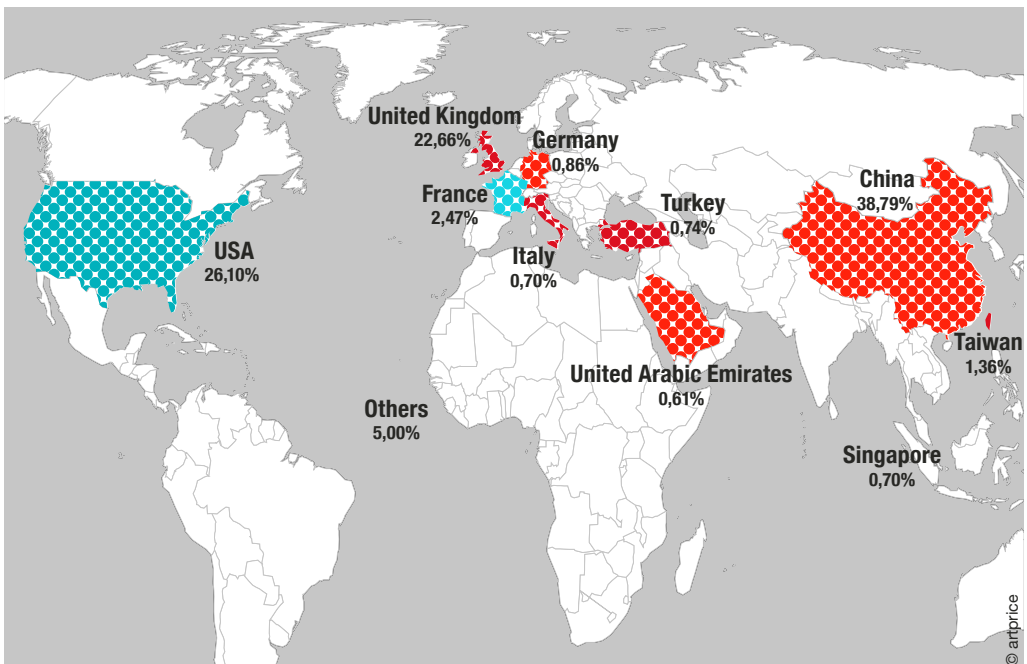 United Kingdom
22,66%
Germany
0,86%
France
2,47%
China
38,79%
Turkey
0,74%
USA
26,10%
Italy
0,70%
Taiwan
1,36%
United Arabic Emirates
0,61%
Others
5,00%
Singapore
0,70%
© artprice